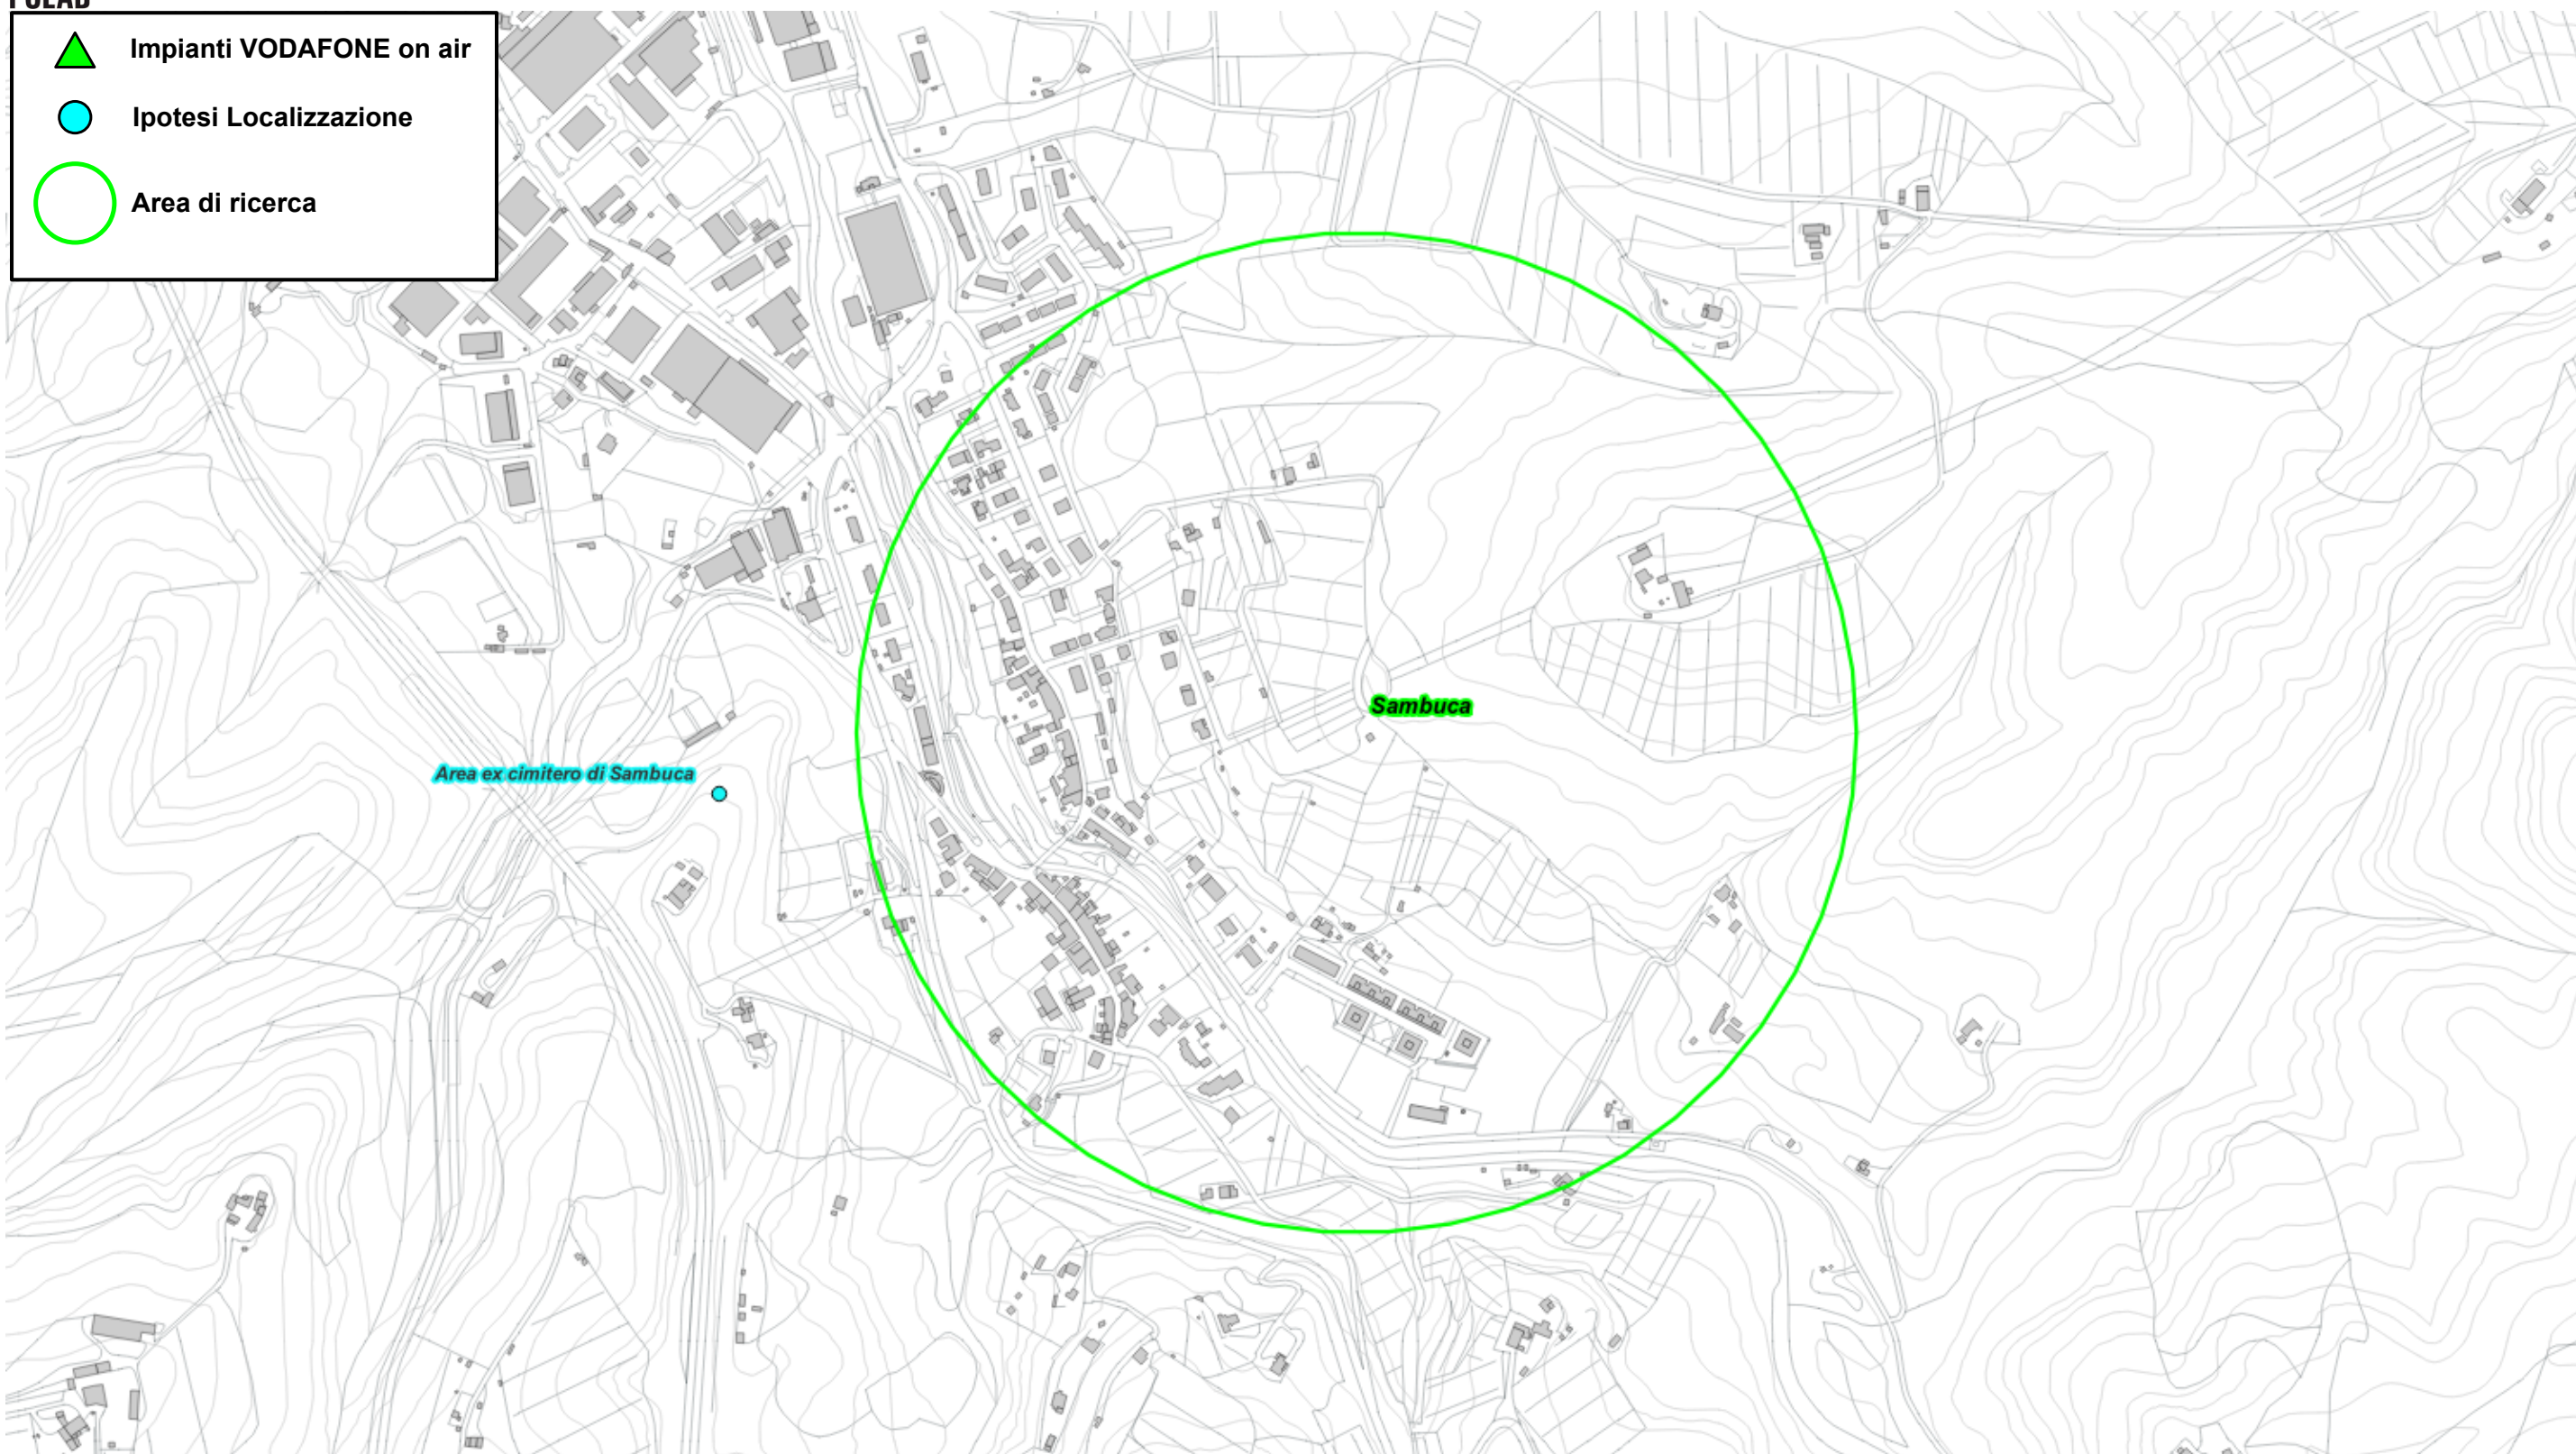 Impianti VODAFONE on air
Ipotesi Localizzazione
Area di ricerca
Sambuca
Area ex cimitero di Sambuca